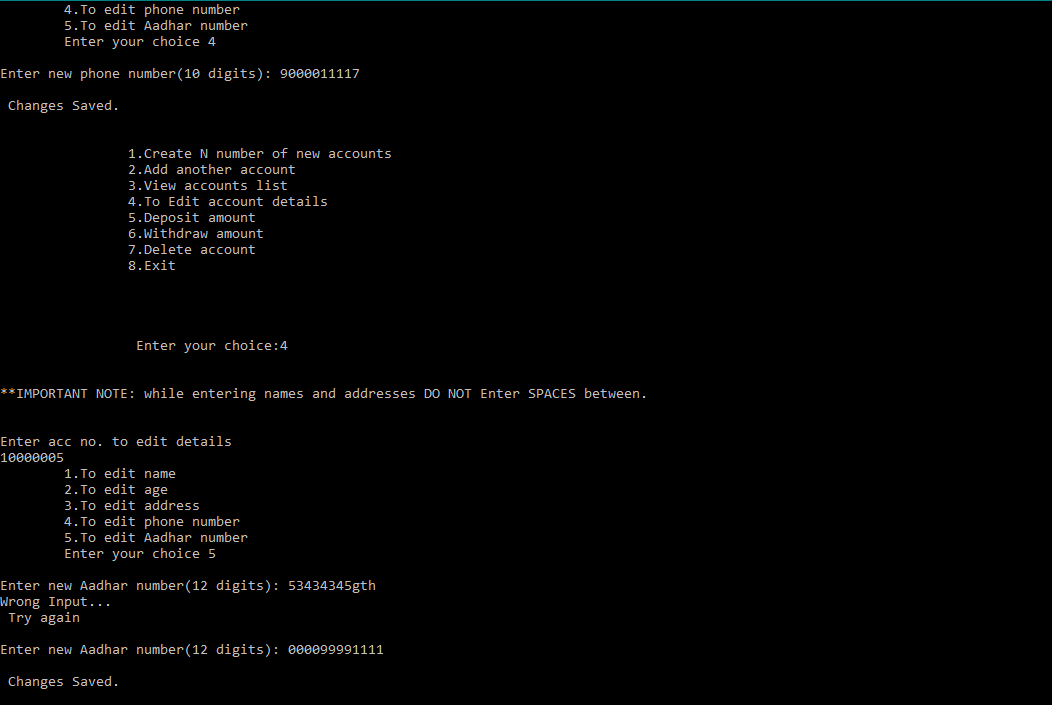 4.To edit phone number
5.To edit Aadhar number
Enter your choice 4
Enter new phone number(10 digits): 9000011117
Changes Saved.
1.Create N number of new accounts
2.Add another account
3.View accounts list
4.To Edit account details
5.Deposit amount
6.Withdraw amount
7.Delete account
8.Exit
Enter your choice:4
**IMPORTANT NOTE: while entering names and addresses DO NOT Enter SPACES between.
Enter acc no. to edit details
10000005
1.To edit name
2.To edit age
3.To edit address
4.To edit phone number
5.To edit Aadhar number
Enter your choice 5
Enter new Aadhar number(12 digits): 53434345gth
Wrong Input...
Try again
Enter new Aadhar number(12 digits): 000099991111
Changes Saved.